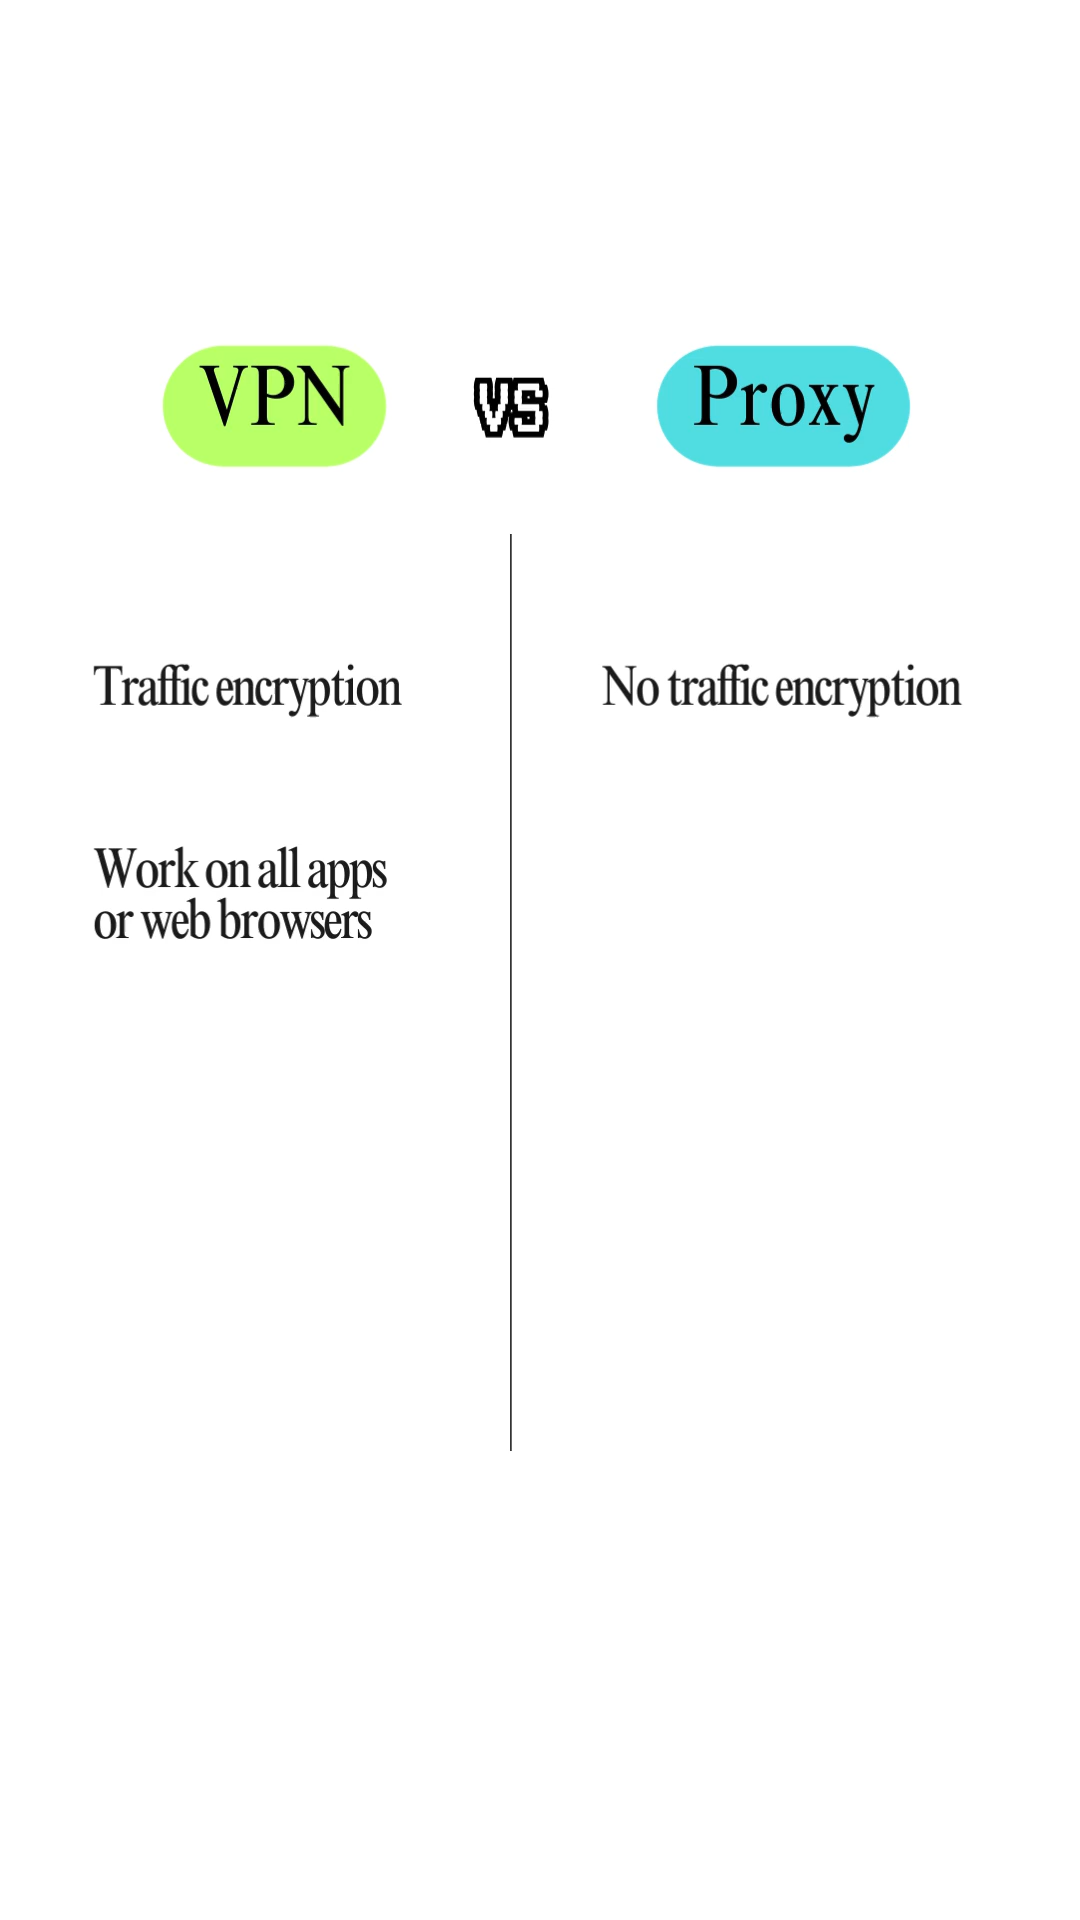 VPN
VS
Proxy
Traffic encryption
No traffic encryption
Work on all apps
or web browsers